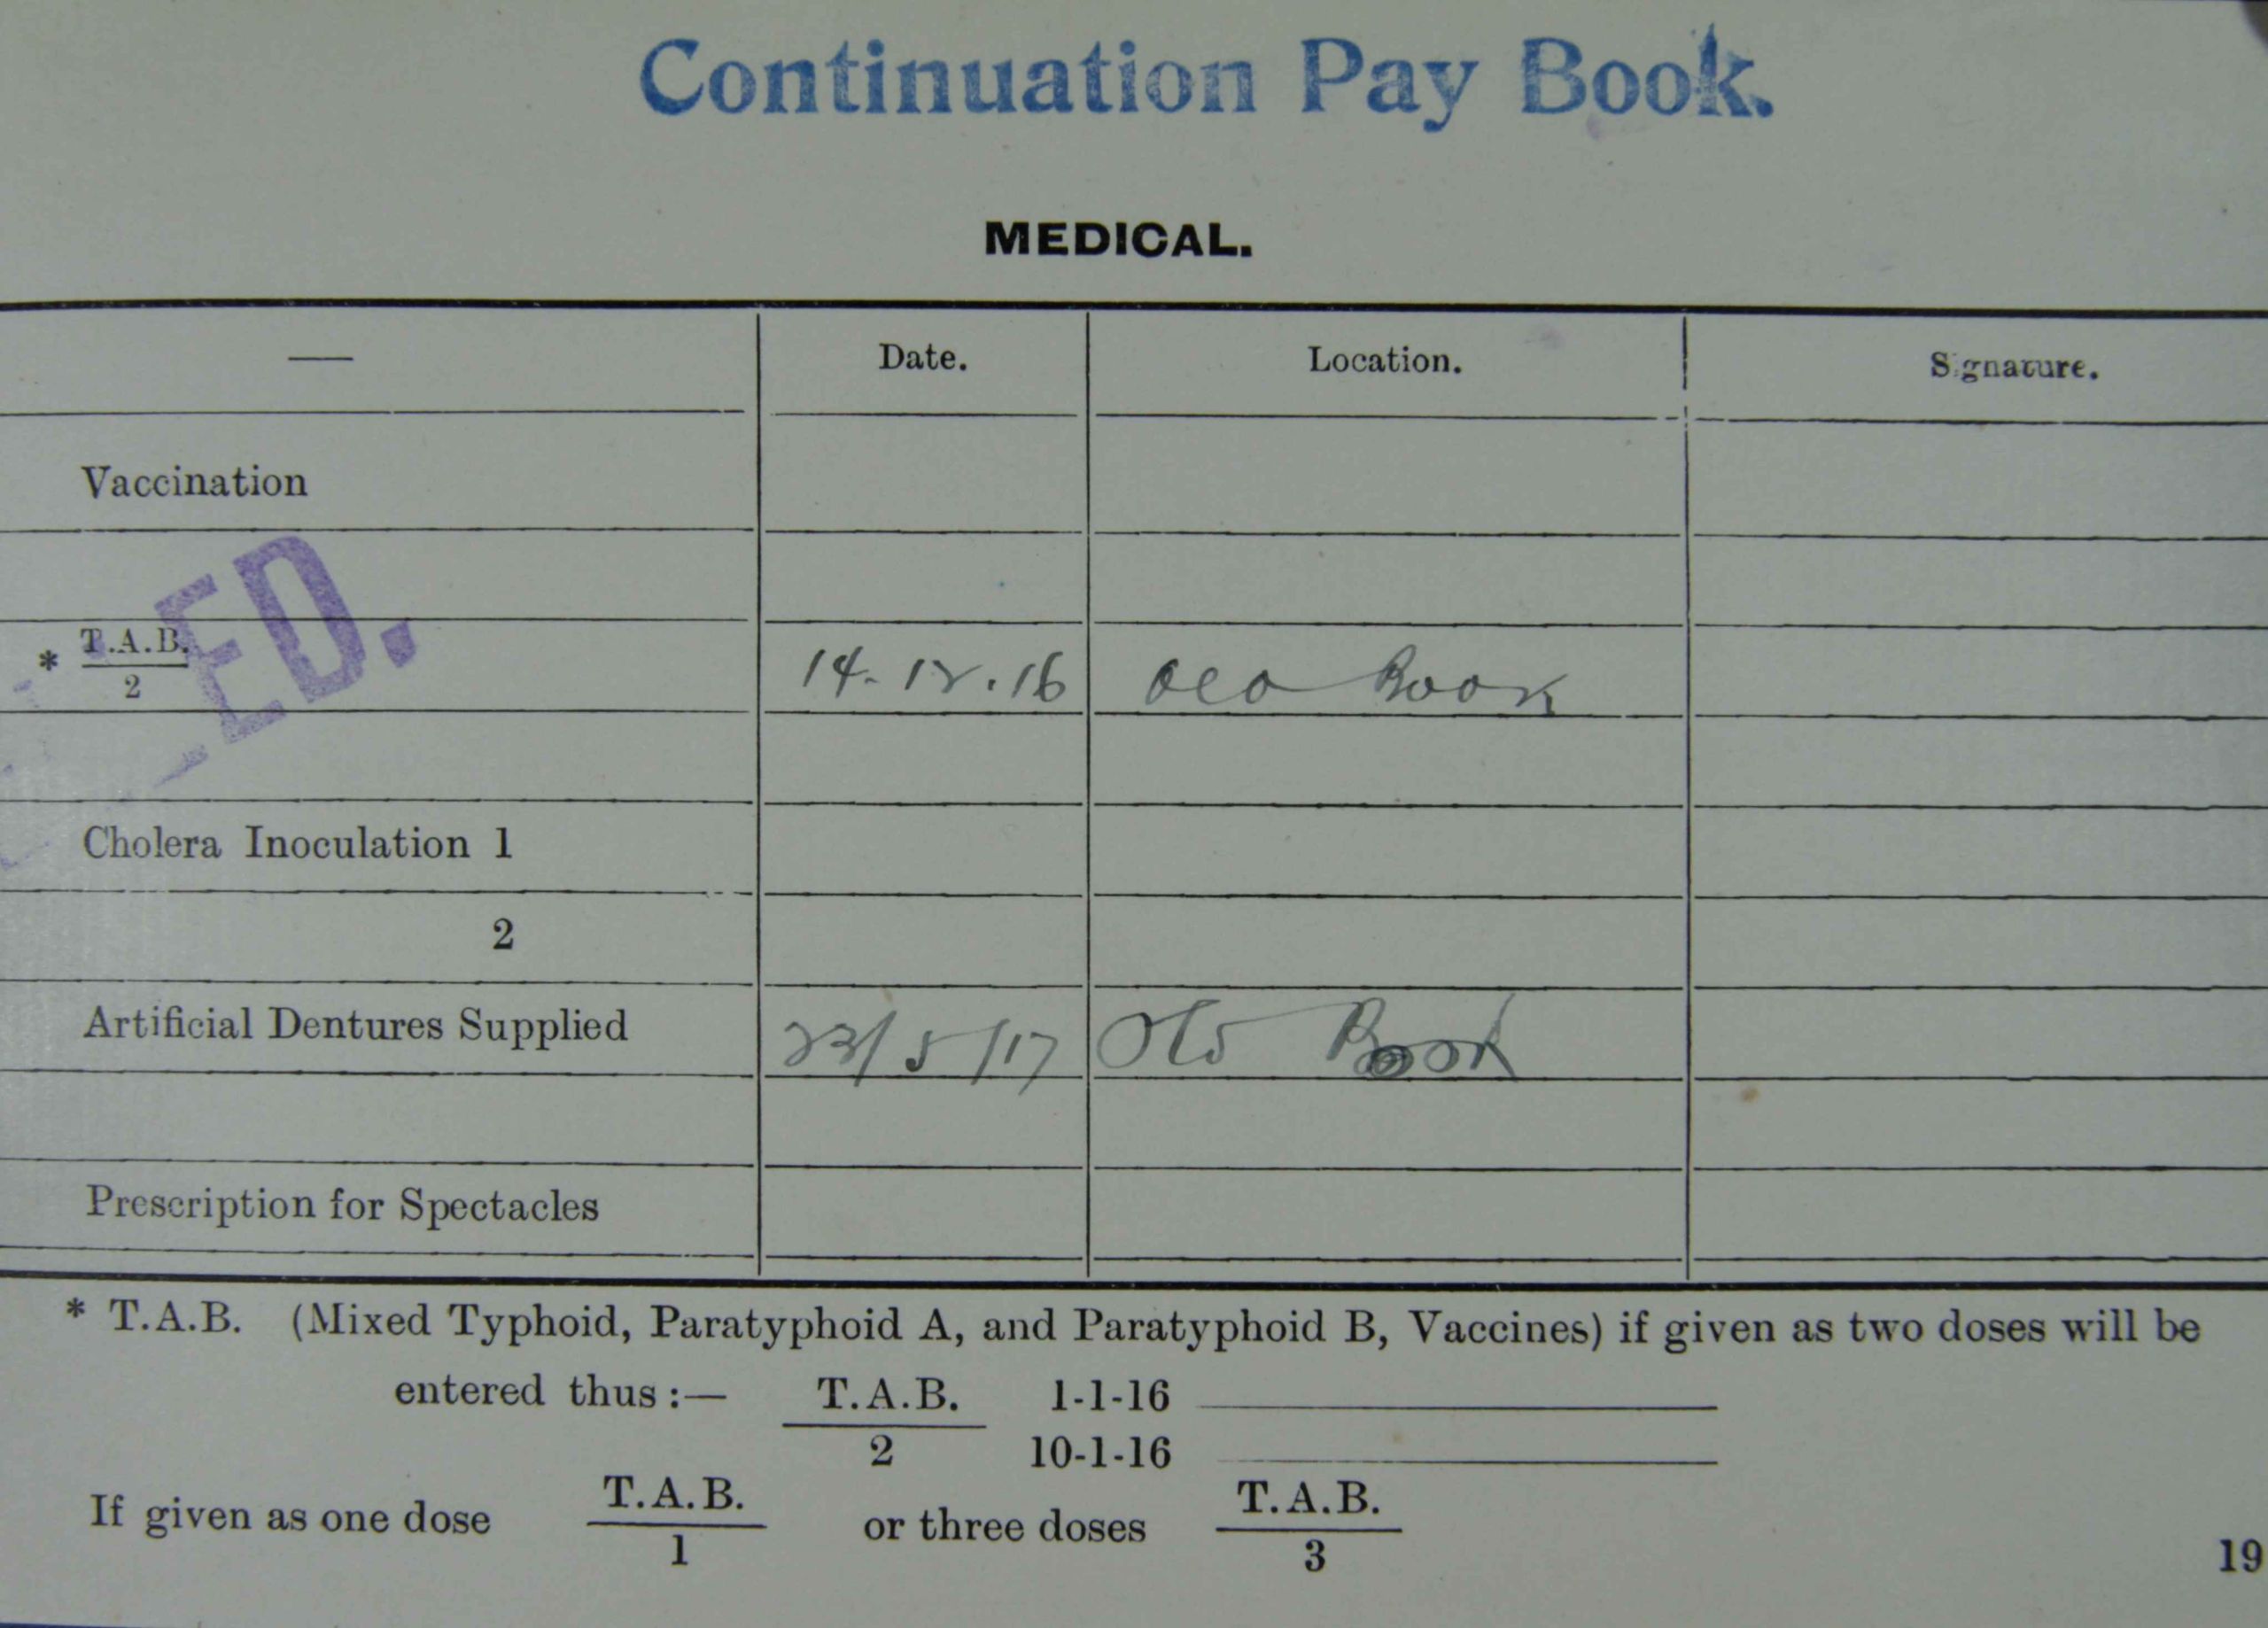 Continuation Pay Book.
MEDICAL.
— Date. Location. Signature.
Vaccination
ED.
* T.A.B. 14.12.16 Old Book
2
Cholera Inoculation 1
2
Artificial Dentures Supplied 23/5/17 Old Book
Prescription for Spectacles
* T.A.B. (Mixed Typhoid, Paratyphoid A, and Paratyphoid B, Vaccines) if given as two doses will be
entered thus :— T.A.B. 1-1-16
2 10-1-16
If given as one dose T.A.B. or three doses T.A.B.
1 3
19